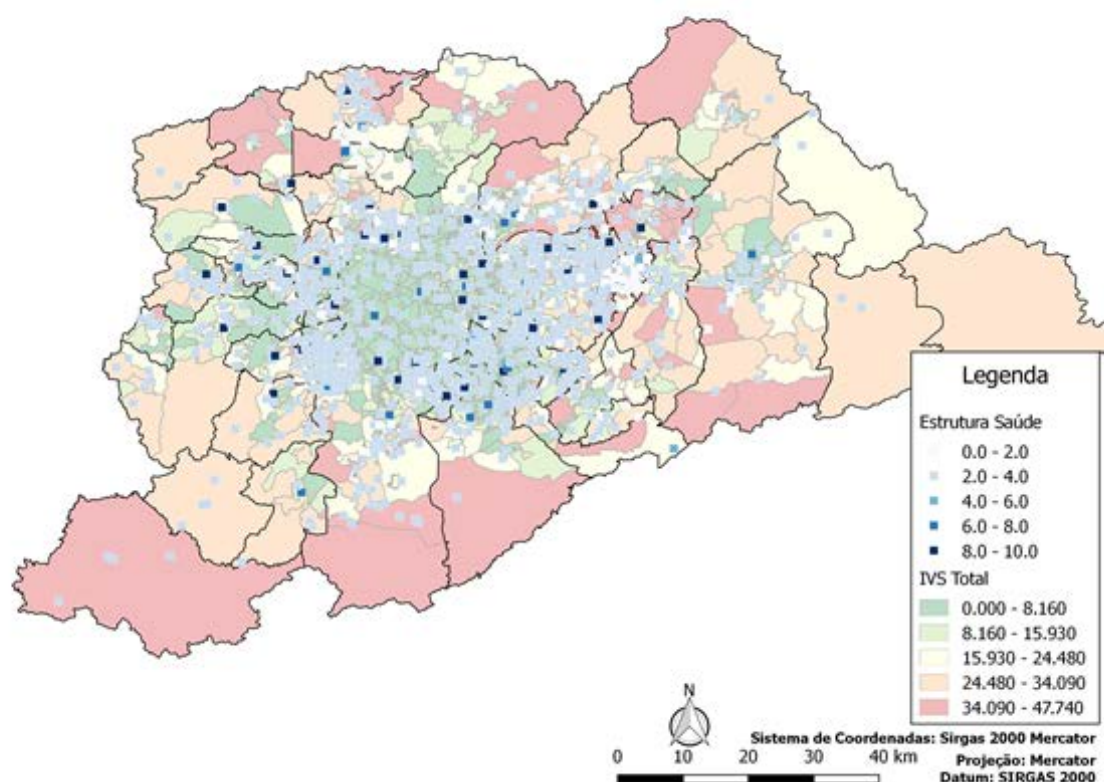 Legenda
Estrutura Saúde
0.0 - 2.0
2.0 - 4.0
4.0 - 6.0
6.0 - 8.0
8.0 - 10.0
IVS Total
0.000 - 8.160
8.160 - 15.930
15.930 - 24.480
24.480 - 34.090
34.090 - 47.740
N
Sistema de Coordenadas: Sirgas 2000 Mercator
0 10 20 30 40 km
Projeção: Mercator
Datum: SIRGAS 2000